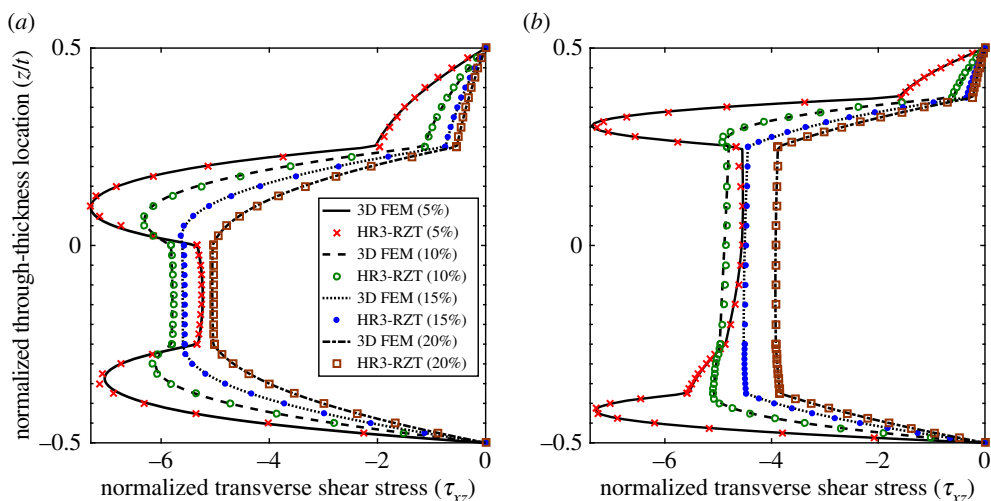 (a)
(b)
normalized through-thickness location (z/t)
0.5
0
−0.5
−6
−4
−2
0
normalized transverse shear stress (τxz)
3D FEM (5%)
HR3-RZT (5%)
3D FEM (10%)
HR3-RZT (10%)
3D FEM (15%)
HR3-RZT (15%)
3D FEM (20%)
HR3-RZT (20%)
0.5
0
−0.5
−6
−4
−2
0
normalized transverse shear stress (τxz)